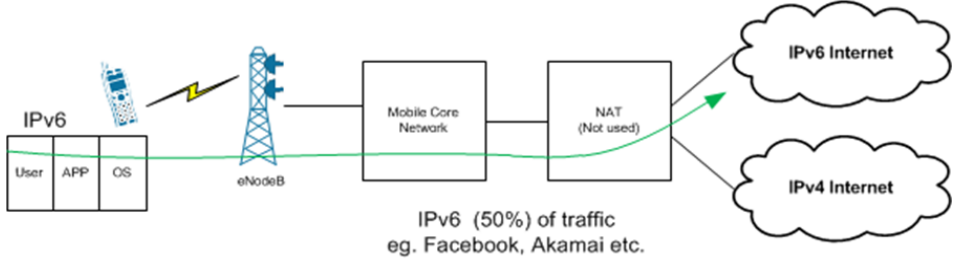 IPv6 Internet
IPv6
Mobile Core
Network
NAT
(Not used)
User
APP
OS
eNodeB
IPv4 Internet
IPv6 (50%) of traffic
eg. Facebook, Akamai etc.